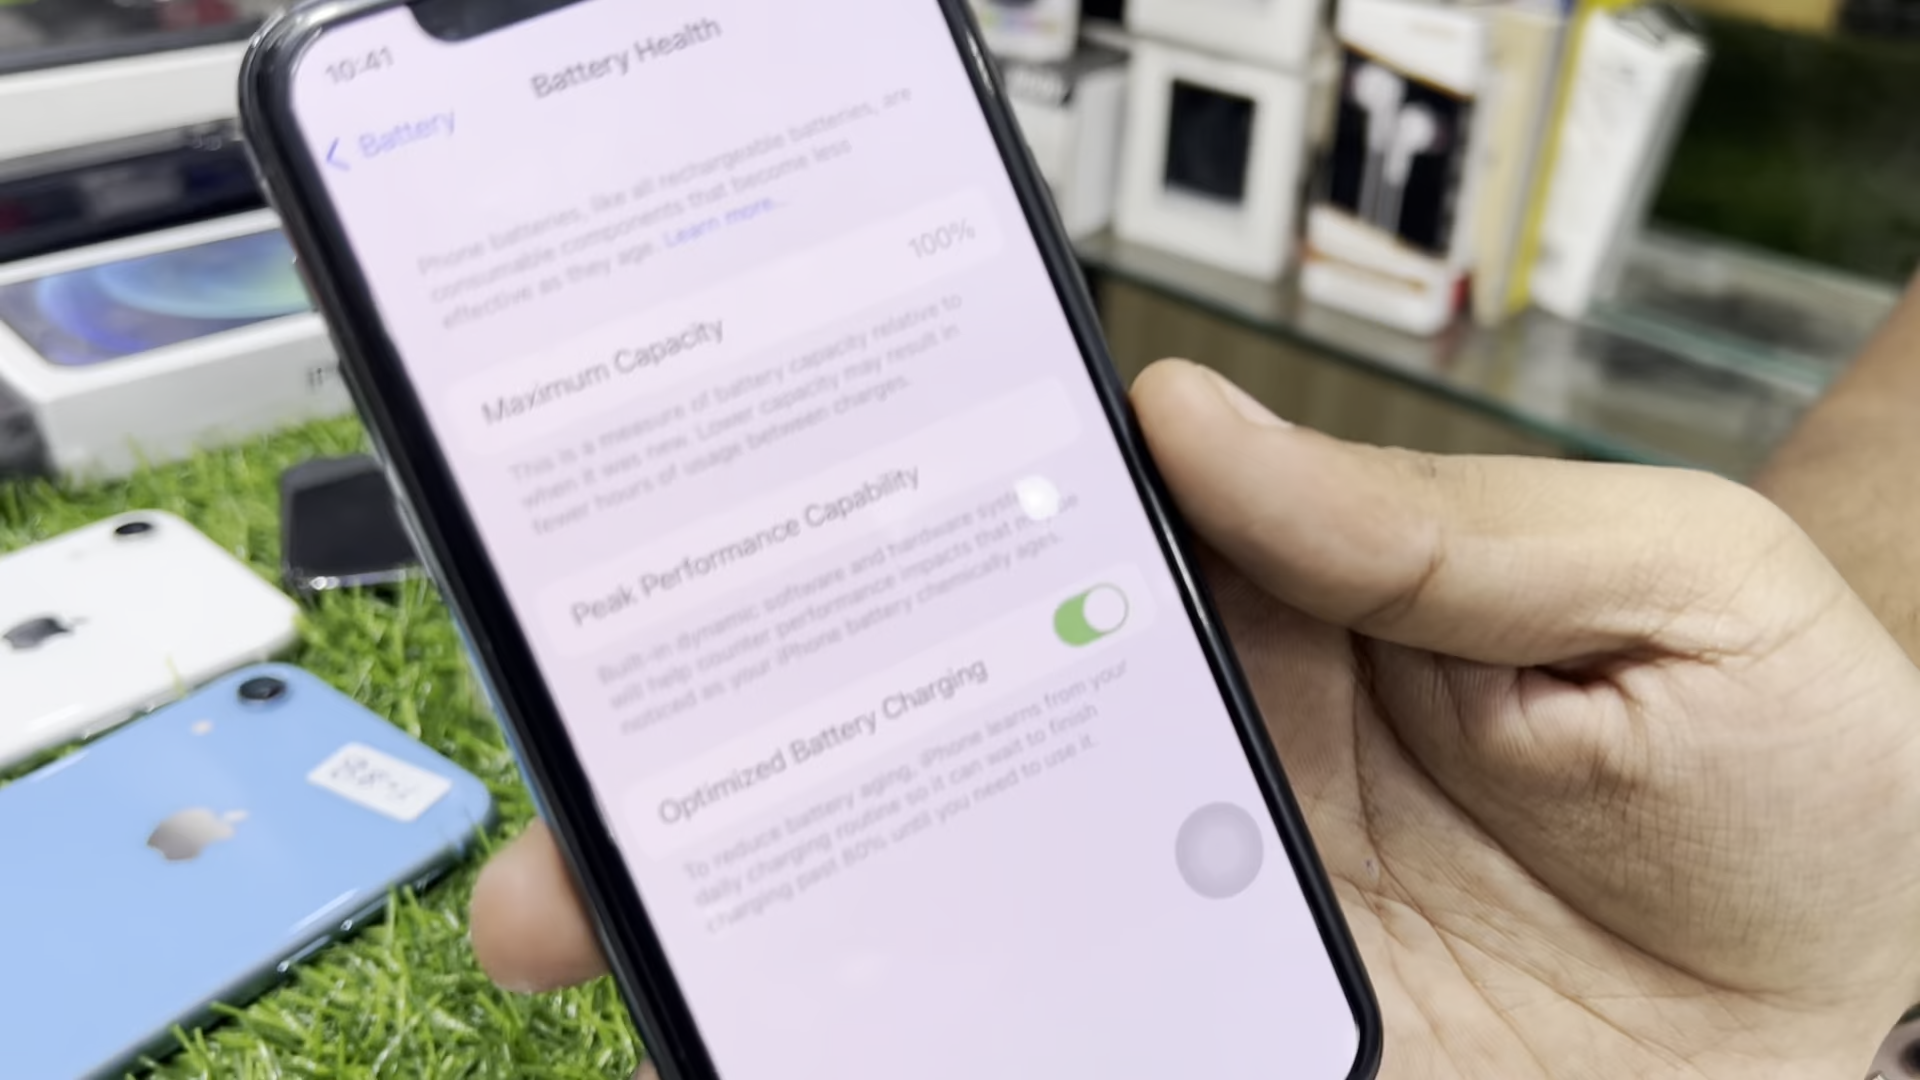 10:41
Battery Health
Battery
Phone batteries, like all rechargeable batteries, are
consumable components that become less
effective as they age. Learn more...
Maximum Capacity
100%
This is a measure of battery capacity relative to
when it was new. Lower capacity may result in
fewer hours of usage between charges.
Peak Performance Capability
Built-in dynamic software and hardware
will help counter performance impacts that
noticed as your iPhone battery chemically ages.
Optimized Battery Charging
To reduce battery aging, iPhone learns from your
daily charging routine so it can wait to finish
charging past 80% until you need to use it.